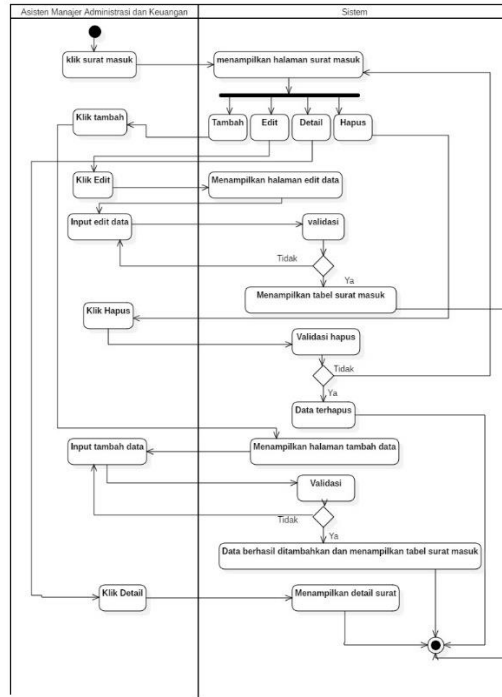 Asisten Manajer Administrasi dan Keuangan
Sistem
klik surat masuk
menampilkan halaman surat masuk
Klik tambah
Tambah
Edit
Detail
Hapus
Klik Edit
Menampilkan halaman edit data
Input edit data
validasi
Tidak
Ya
Menampilkan tabel surat masuk
Klik Hapus
Validasi hapus
Tidak
Ya
Data terhapus
Input tambah data
Menampilkan halaman tambah data
Validasi
Tidak
Ya
Data berhasil ditambahkan dan menampilkan tabel surat masuk
Klik Detail
Menampilkan detail surat